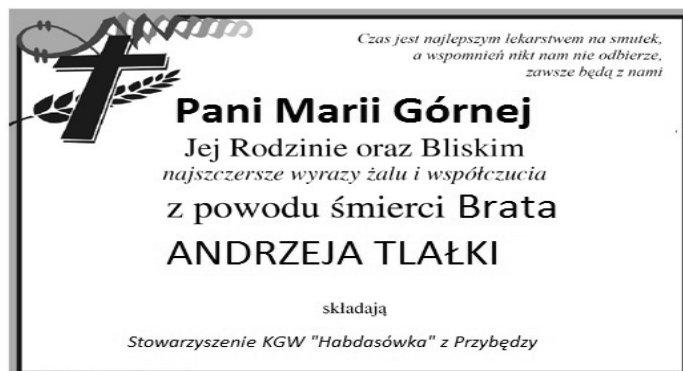 Czas jest najlepszym lekarstwem na smutek,
a wspomnień nikt nam nie odbierze,
zawsze będą z nami
Pani Marii Górnej
Jej Rodzinie oraz Bliskim
najszczersze wyrazy żalu i współczucia
z powodu śmierci Brata
ANDRZEJA TLAŁKI
składają
Stowarzyszenie KGW "Habdasówka" z Przybędzy